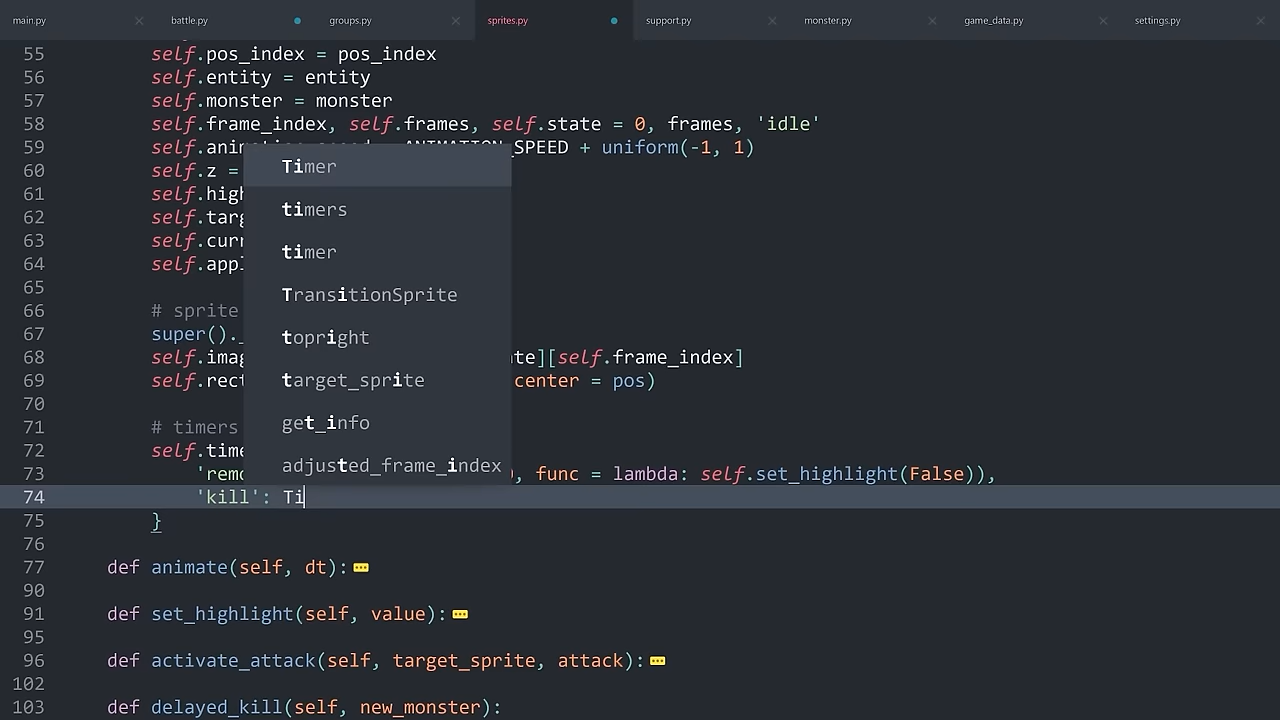 main.py battle.py groups.py sprites.py support.py monster.py game_data.py settings.py
55 self.pos_index = pos_index
56 self.entity = entity
57 self.monster = monster
58 self.frame_index, self.frames, self.state = 0, frames, 'idle'
59 self.ani ANIMATION_SPEED + uniform(-1, 1)
60 self.z =
61 self.high
62 self.targ
63 self.curr
64 self.appl
65
66 # sprite
67 super()._
68 self.imag te][self.frame_index]
69 self.rect center = pos)
70
71 # timers
72 self.time
73 'remo , func = lambda: self.set_highlight(False)),
74 'kill': Ti
75 }
76
77 def animate(self, dt):
90
91 def set_highlight(self, value):
95
96 def activate_attack(self, target_sprite, attack):
102
103 def delayed_kill(self, new_monster):
Timer
timers
timer
TransitionSprite
topright
target_sprite
get_info
adjusted_frame_index